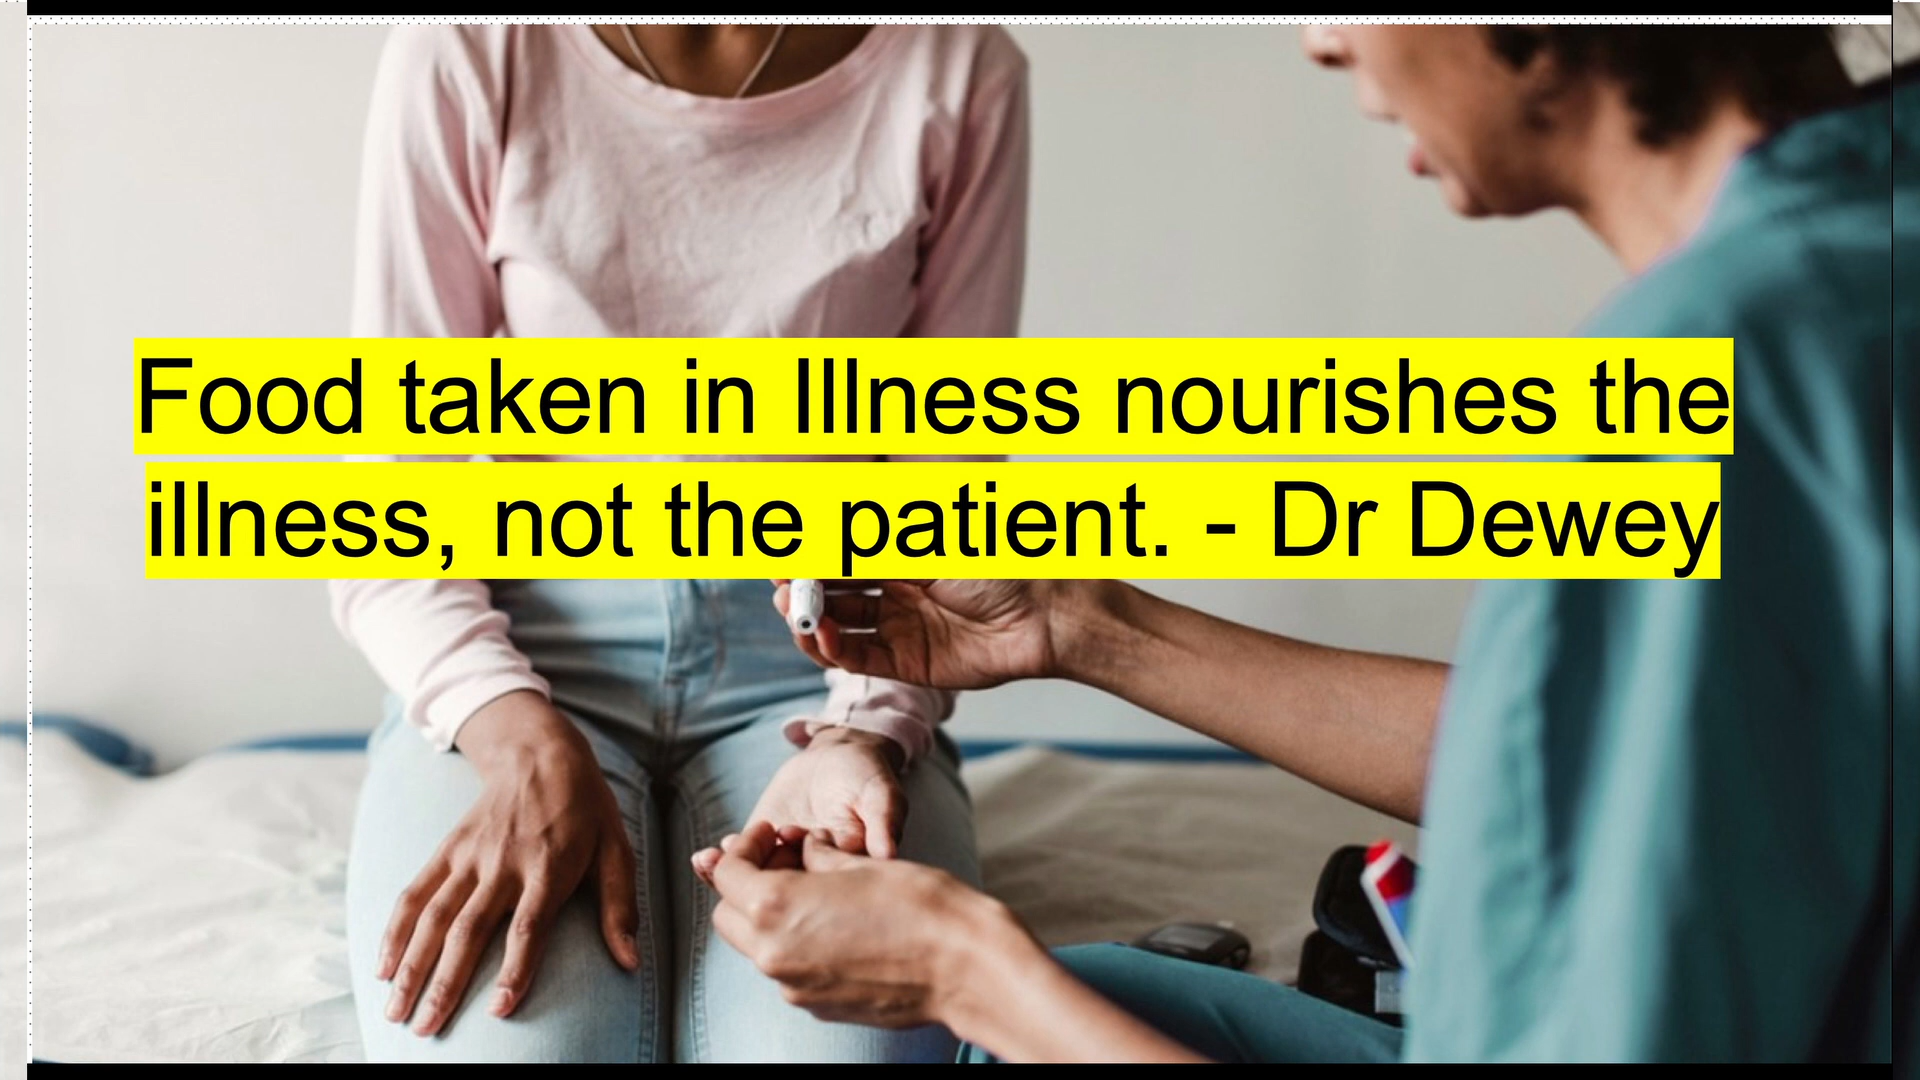 Food taken in Illness nourishes the
illness, not the patient. - Dr Dewey